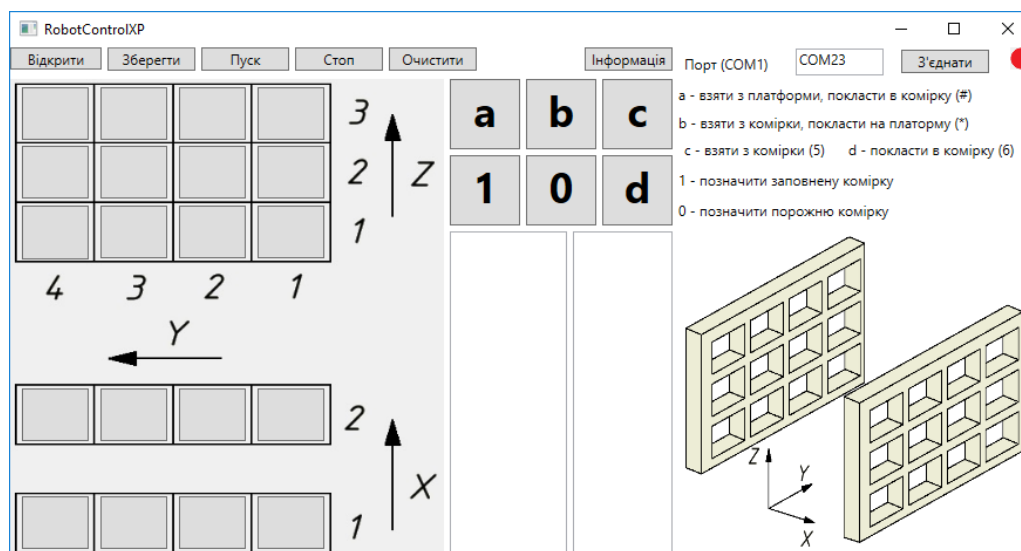 RobotControlXP
Відкрити Зберегти Пуск Стоп Очистити Інформація Порт (COM1) COM23 З'єднати
a b c
1 0 d
a - взяти з платформи, покласти в комірку (#)
b - взяти з комірки, покласти на платорму (*)
c - взяти з комірки (5) d - покласти в комірку (6)
1 - позначити заповнену комірку
0 - позначити порожню комірку
3
2 Z
1
4 3 2 1
Y
2
X
1
Z
Y
X